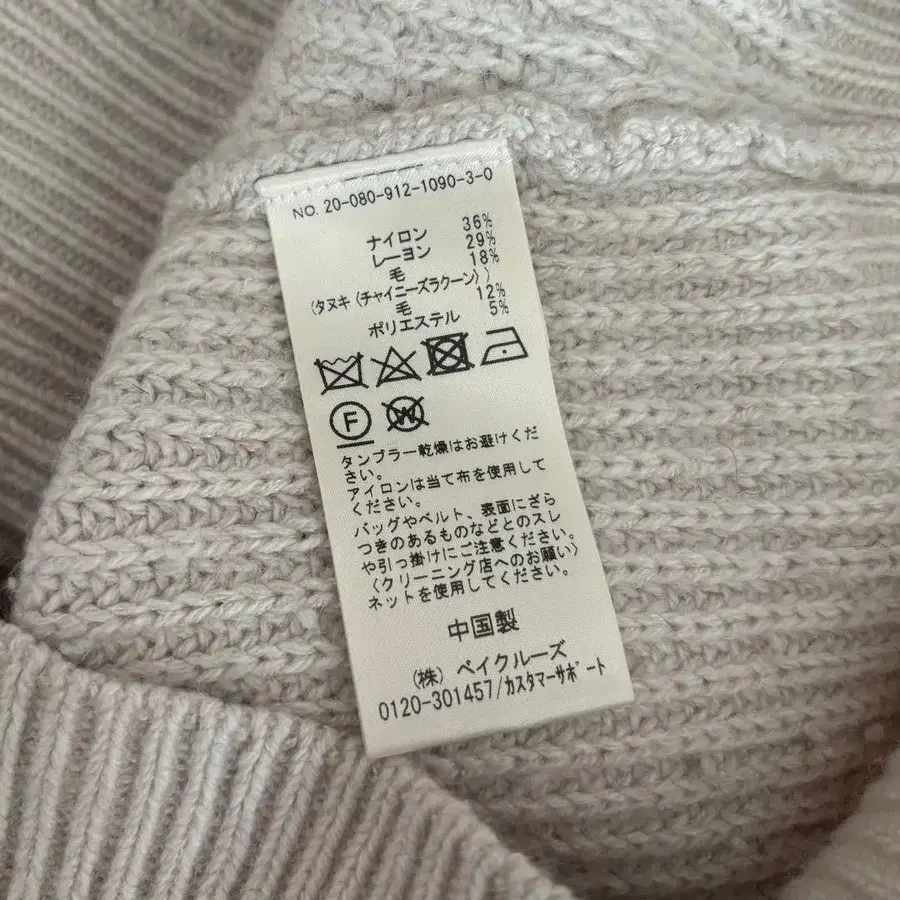 NO. 20-080-912-1090-3-0
ナイロン 36%
レーヨン 29%
毛 18%
(タヌキ(チャイニーズラクーン))
毛 12%
ポリエステル 5%
F
W
タンブラー乾燥はお避けくだ
さい。
アイロンは当て布を使用して
ください。
バッグやベルト、表面にざら
つきのあるものなどとのスレ
や引っ掛けにご注意ください。
〈クリーニング店へのお願い〉
ネットを使用してください。
中国製
(株) ベイクルーズ
0120-301457/カスタマーサポート